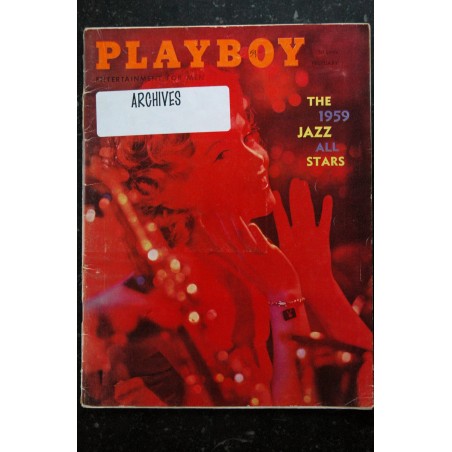 PLAYBOY
ENTERTAINMENT FOR MEN
ARCHIVES
THE
1959
JAZZ
ALL
STARS